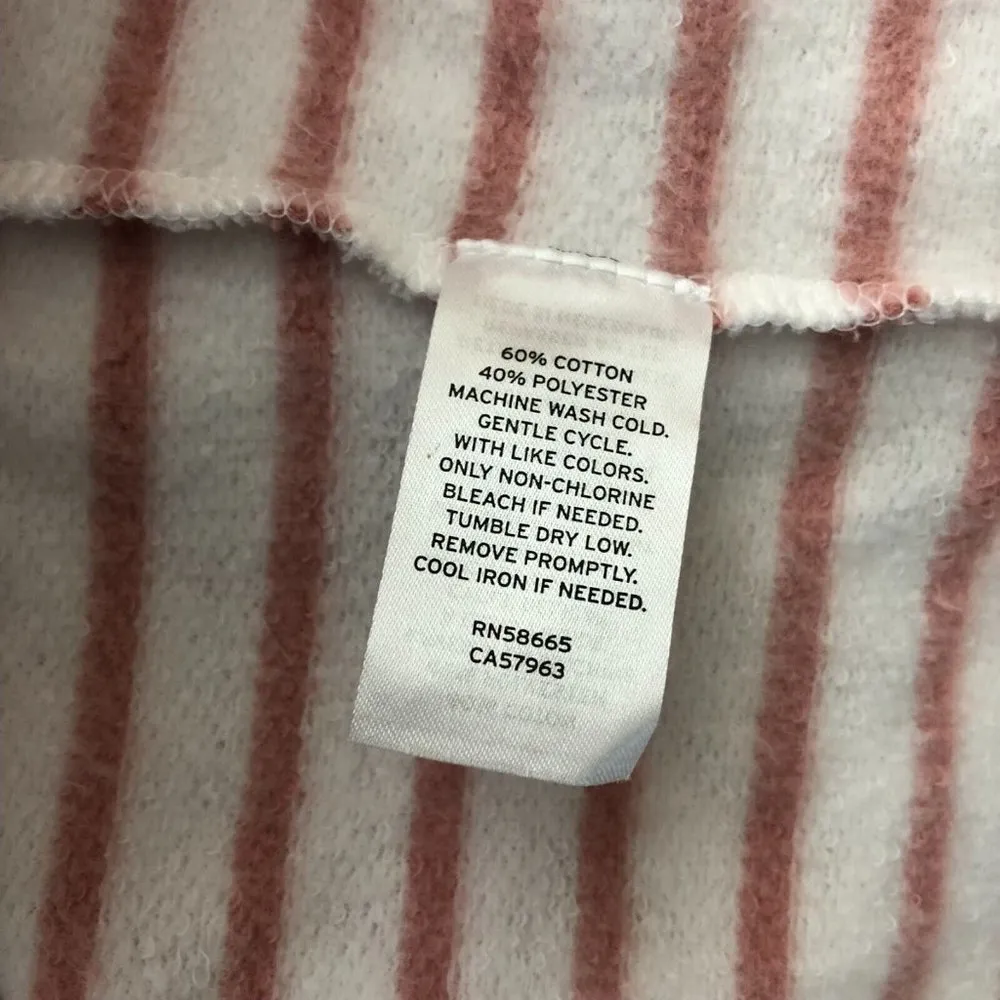 60% COTTON
40% POLYESTER
MACHINE WASH COLD.
GENTLE CYCLE.
WITH LIKE COLORS.
ONLY NON-CHLORINE
BLEACH IF NEEDED.
TUMBLE DRY LOW.
REMOVE PROMPTLY.
COOL IRON IF NEEDED.
RN58665
CA57963